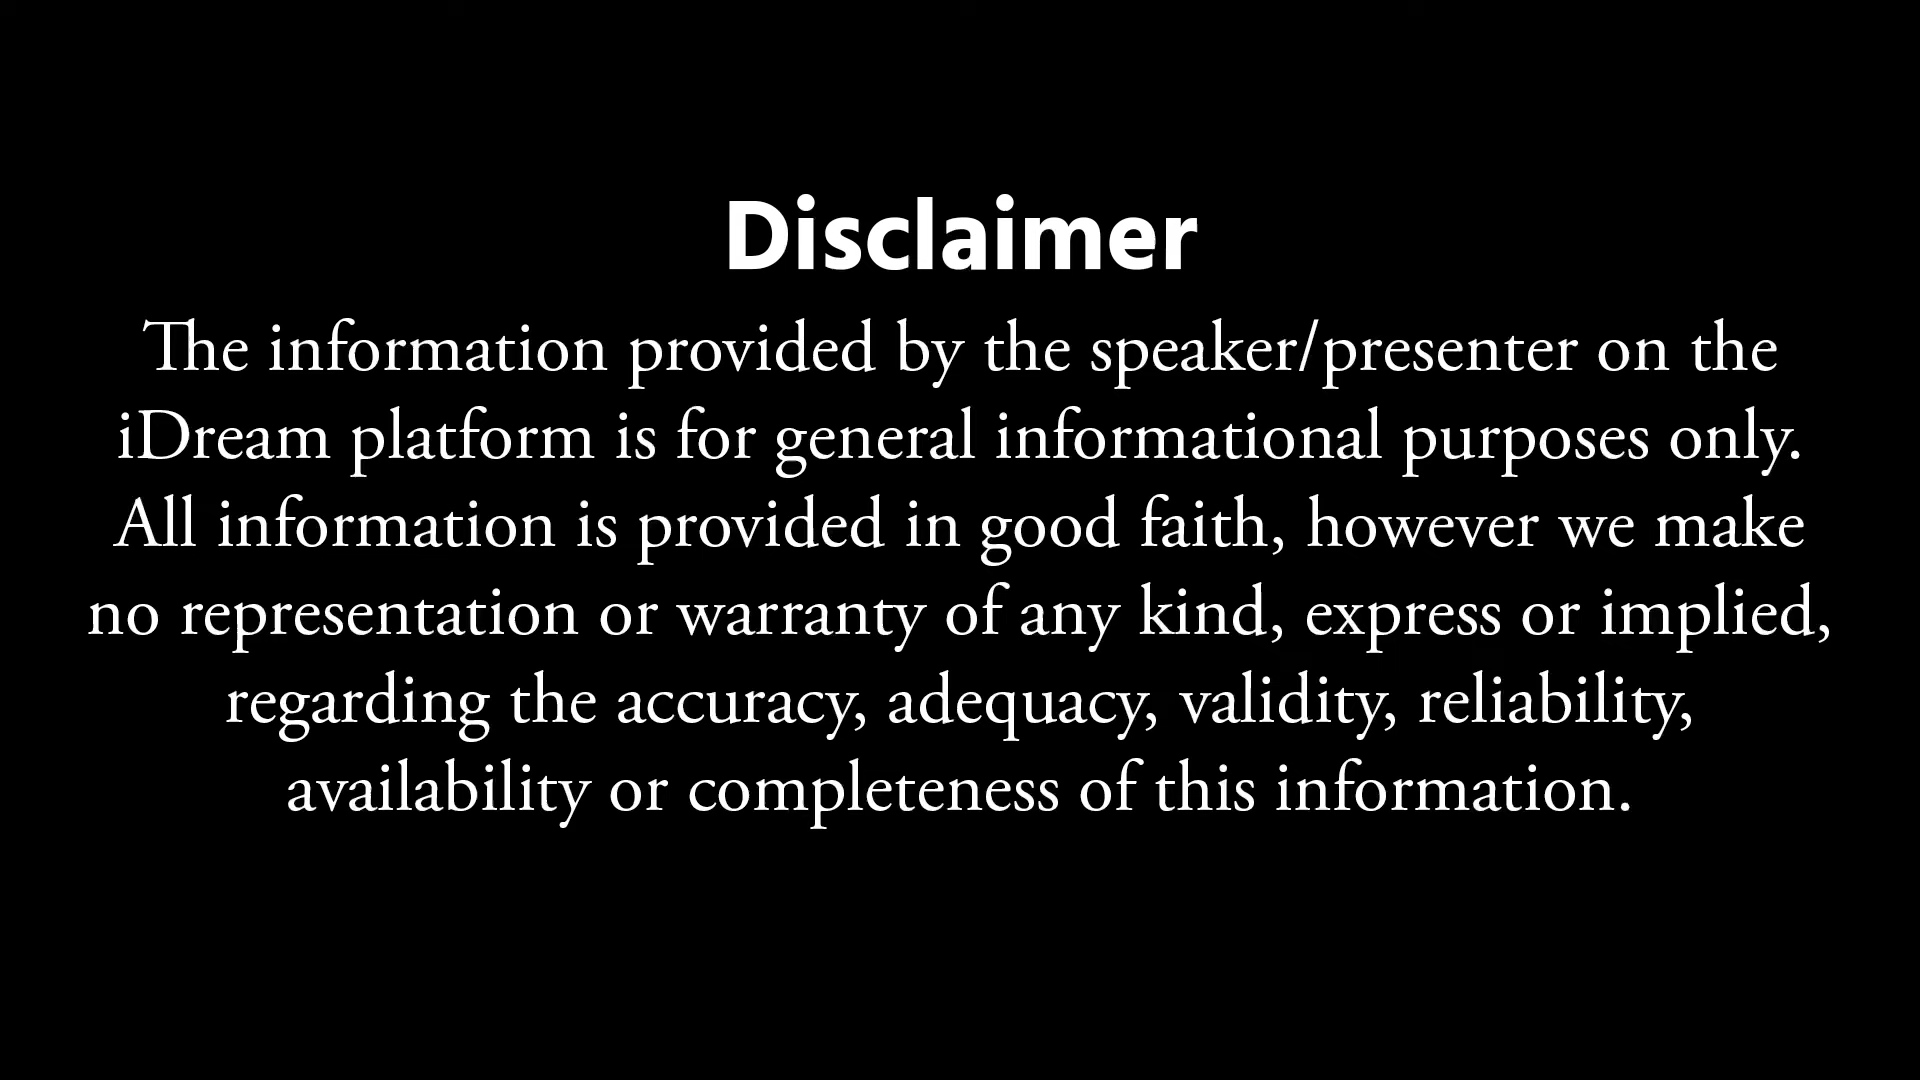 Disclaimer
The information provided by the speaker/presenter on the
iDream platform is for general informational purposes only.
All information is provided in good faith, however we make
no representation or warranty of any kind, express or implied,
regarding the accuracy, adequacy, validity, reliability,
availability or completeness of this information.